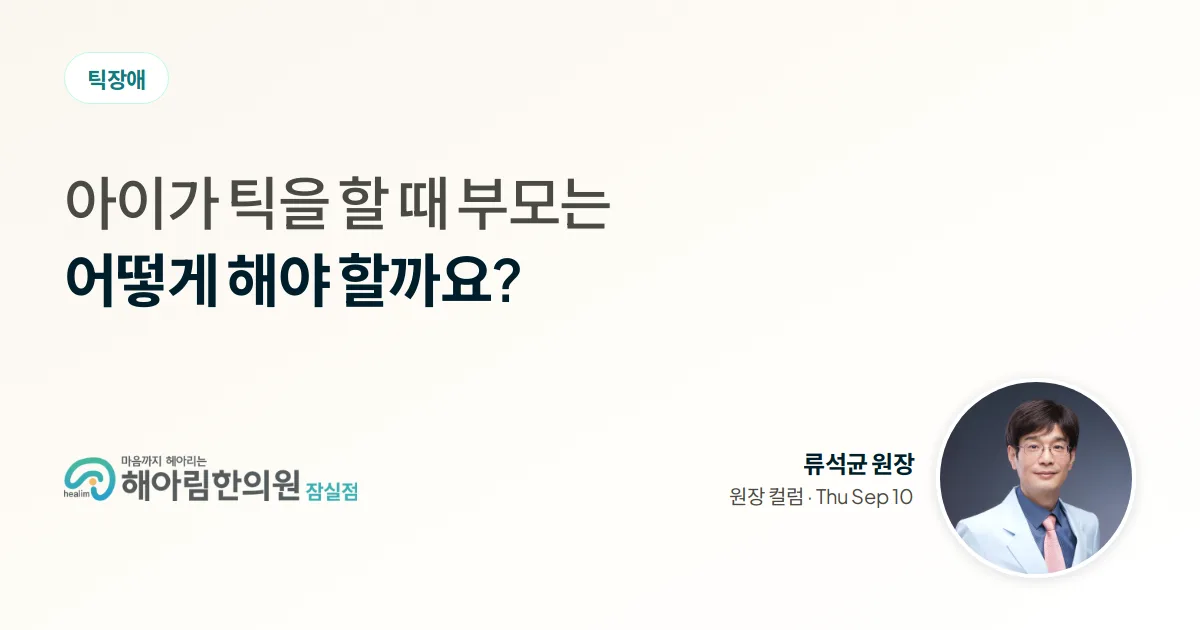 틱장애
아이가 틱을 할 때 부모는
어떻게 해야 할까요?
마음까지 헤아리는
healim
해아림한의원 잠실점
류석균 원장
원장 컬럼 · Thu Sep 10